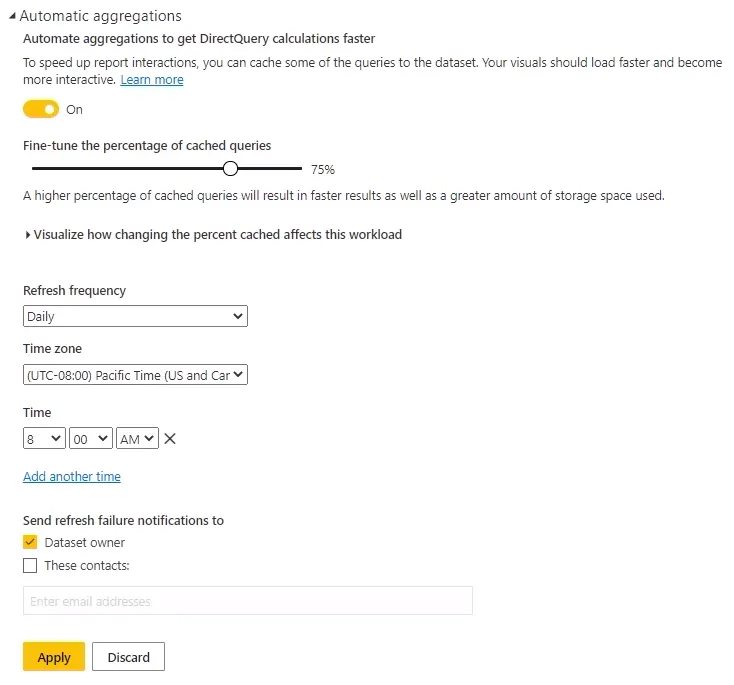 Automatic aggregations
Automate aggregations to get DirectQuery calculations faster
To speed up report interactions, you can cache some of the queries to the dataset. Your visuals should load faster and become
more interactive. Learn more
On
Fine-tune the percentage of cached queries
75%
A higher percentage of cached queries will result in faster results as well as a greater amount of storage space used.
Visualize how changing the percent cached affects this workload
Refresh frequency
Daily
Time zone
(UTC-08:00) Pacific Time (US and Car
Time
8 00 AM
Add another time
Send refresh failure notifications to
Dataset owner
These contacts:
Enter email addresses
Apply Discard